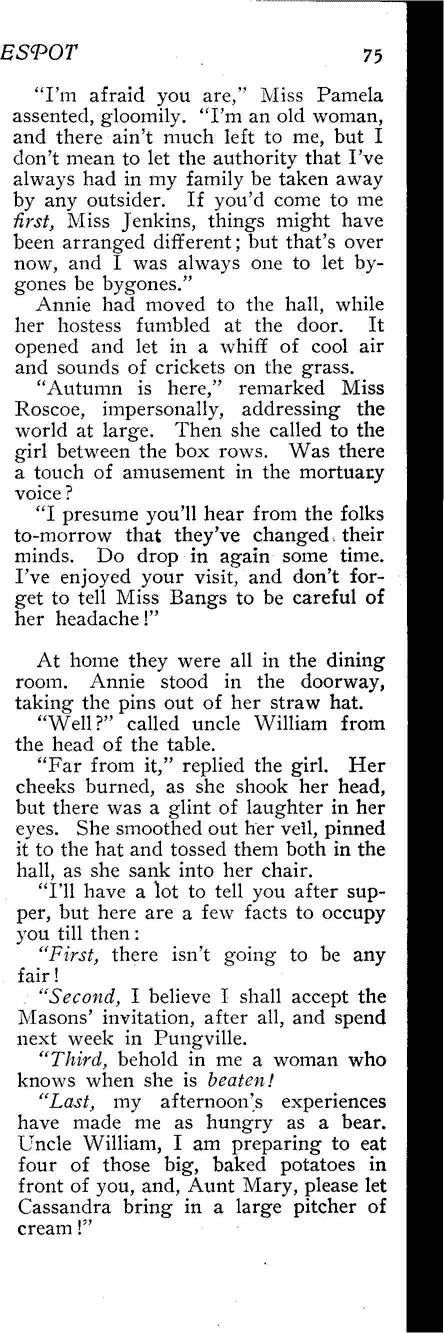 ESPOT 75
"I'm afraid you are," Miss Pamela
assented, gloomily. "I'm an old woman,
and there ain't much left to me, but I
don't mean to let the authority that I've
always had in my family be taken away
by any outsider. If you'd come to me
first, Miss Jenkins, things might have
been arranged different; but that's over
now, and I was always one to let by-
gones be bygones."
Annie had moved to the hall, while
her hostess fumbled at the door. It
opened and let in a whiff of cool air
and sounds of crickets on the grass.
"Autumn is here," remarked Miss
Roscoe, impersonally, addressing the
world at large. Then she called to the
girl between the box rows. Was there
a touch of amusement in the mortuary
voice?
"I presume you'll hear from the folks
to-morrow that they've changed their
minds. Do drop in again some time.
I've enjoyed your visit, and don't for-
get to tell Miss Bangs to be careful of
her headache!"
At home they were all in the dining
room. Annie stood in the doorway,
taking the pins out of her straw hat.
"Well?" called uncle William from
the head of the table.
"Far from it," replied the girl. Her
cheeks burned, as she shook her head,
but there was a glint of laughter in her
eyes. She smoothed out her veil, pinned
it to the hat and tossed them both in the
hall, as she sank into her chair.
"I'll have a lot to tell you after sup-
per, but here are a few facts to occupy
you till then:
"First, there isn't going to be any
fair!
"Second, I believe I shall accept the
Masons' invitation, after all, and spend
next week in Pungville.
"Third, behold in me a woman who
knows when she is beaten!
"Last, my afternoon's experiences
have made me as hungry as a bear.
Uncle William, I am preparing to eat
four of those big, baked potatoes in
front of you, and, Aunt Mary, please let
Cassandra bring in a large pitcher of
cream!"